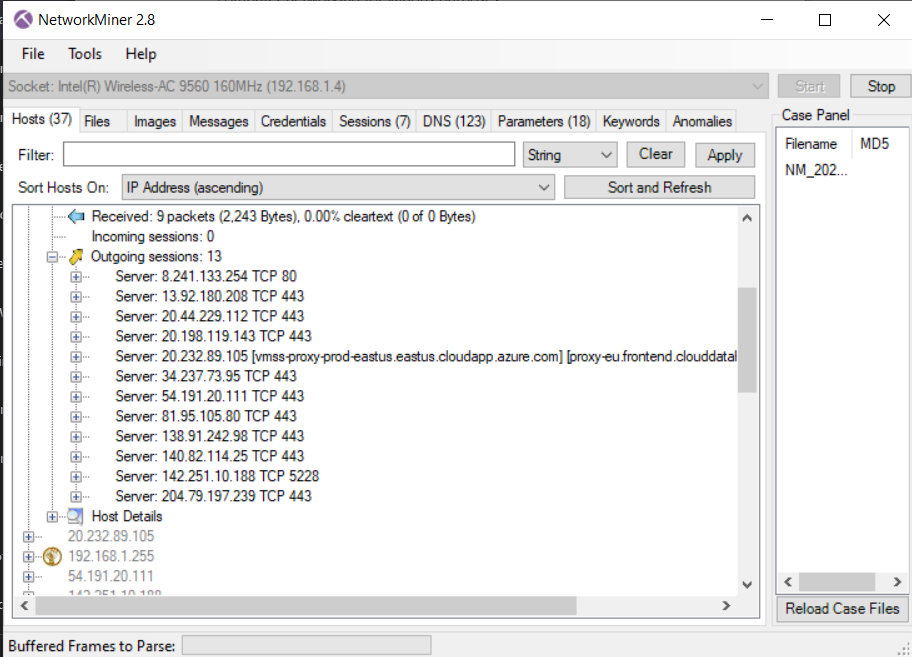 NetworkMiner 2.8
File Tools Help
Socket: Intel(R) Wireless-AC 9560 160MHz (192.168.1.4)
Start
Stop
Hosts (37) Files Images Messages Credentials Sessions (7) DNS (123) Parameters (18) Keywords Anomalies
Case Panel
Filter:
String
Clear
Apply
Filename MD5
NM_202...
Sort Hosts On: IP Address (ascending)
Sort and Refresh
Received: 9 packets (2,243 Bytes), 0.00% cleartext (0 of 0 Bytes)
Incoming sessions: 0
Outgoing sessions: 13
Server: 8.241.133.254 TCP 80
Server: 13.92.180.208 TCP 443
Server: 20.44.229.112 TCP 443
Server: 20.198.119.143 TCP 443
Server: 20.232.89.105 [vmss-proxy-prod-eastus.eastus.cloudapp.azure.com] [proxy-eu.frontend.clouddatal
Server: 34.237.73.95 TCP 443
Server: 54.191.20.111 TCP 443
Server: 81.95.105.80 TCP 443
Server: 138.91.242.98 TCP 443
Server: 140.82.114.25 TCP 443
Server: 142.251.10.188 TCP 5228
Server: 204.79.197.239 TCP 443
Host Details
20.232.89.105
192.168.1.255
54.191.20.111
142.251.10.188
Reload Case Files
Buffered Frames to Parse: